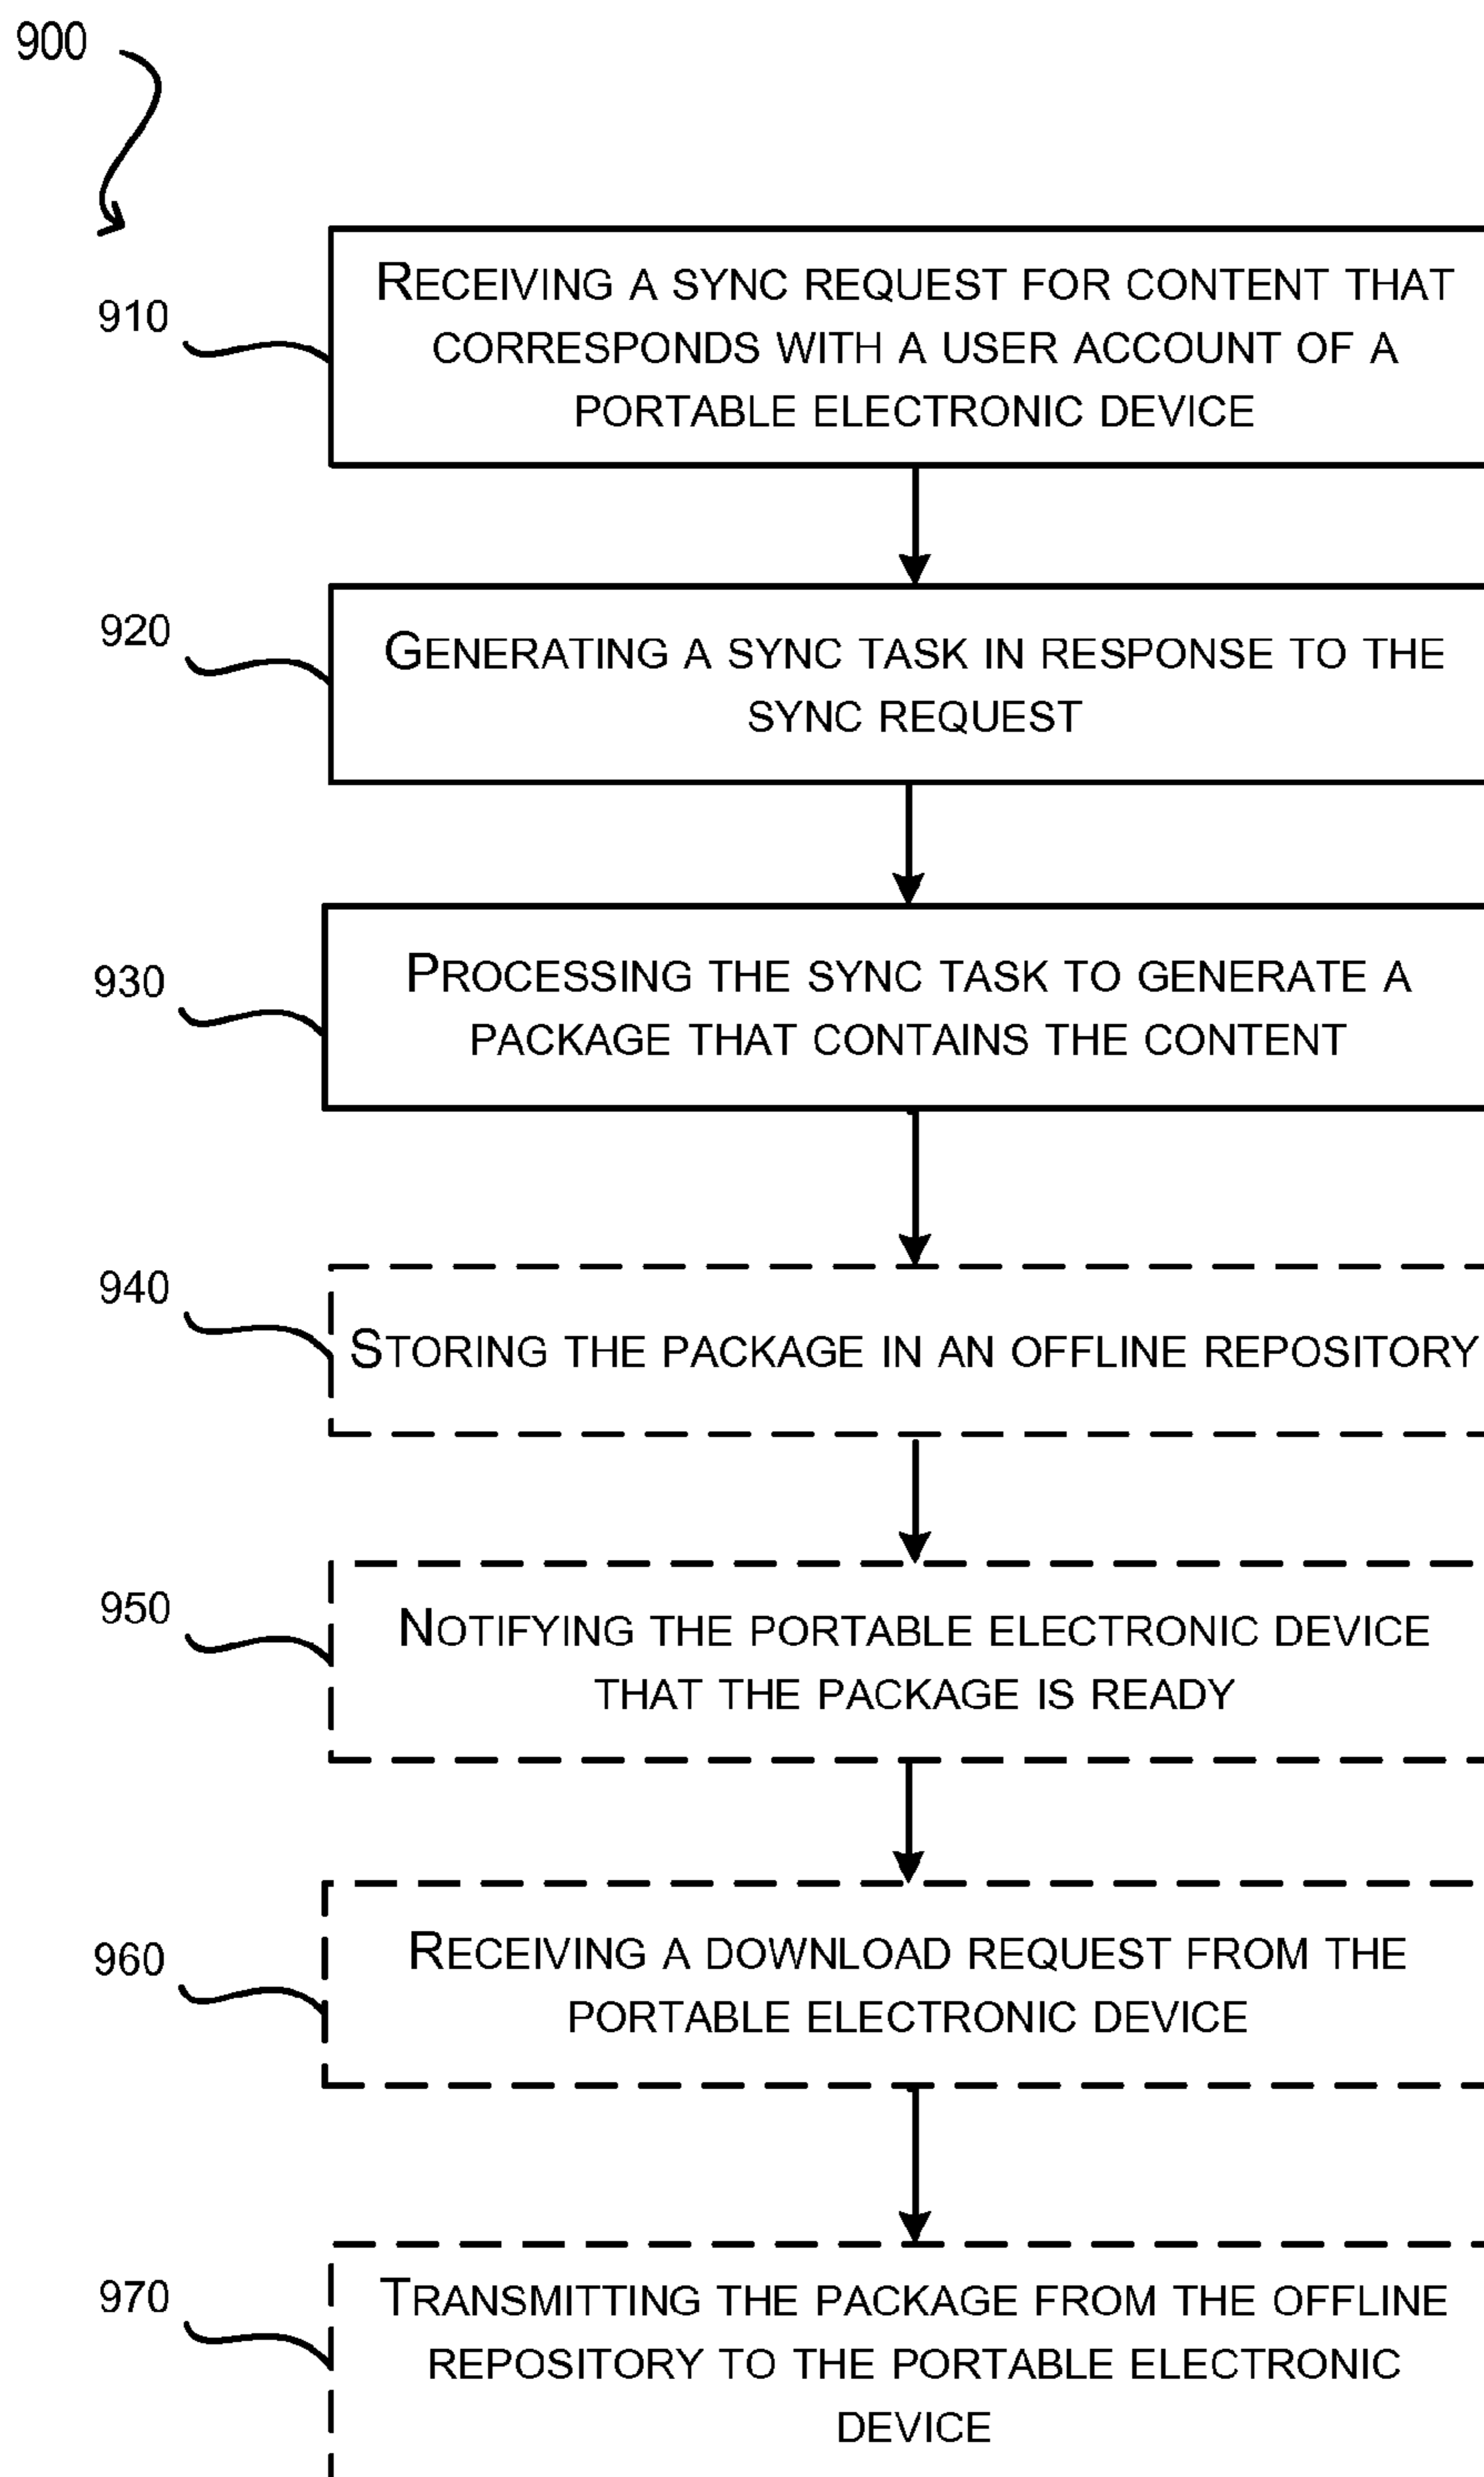 900
910
RECEIVING A SYNC REQUEST FOR CONTENT THAT
CORRESPONDS WITH A USER ACCOUNT OF A
PORTABLE ELECTRONIC DEVICE
920
GENERATING A SYNC TASK IN RESPONSE TO THE
SYNC REQUEST
930
PROCESSING THE SYNC TASK TO GENERATE A
PACKAGE THAT CONTAINS THE CONTENT
940
STORING THE PACKAGE IN AN OFFLINE REPOSITORY
950
NOTIFYING THE PORTABLE ELECTRONIC DEVICE
THAT THE PACKAGE IS READY
960
RECEIVING A DOWNLOAD REQUEST FROM THE
PORTABLE ELECTRONIC DEVICE
970
TRANSMITTING THE PACKAGE FROM THE OFFLINE
REPOSITORY TO THE PORTABLE ELECTRONIC
DEVICE